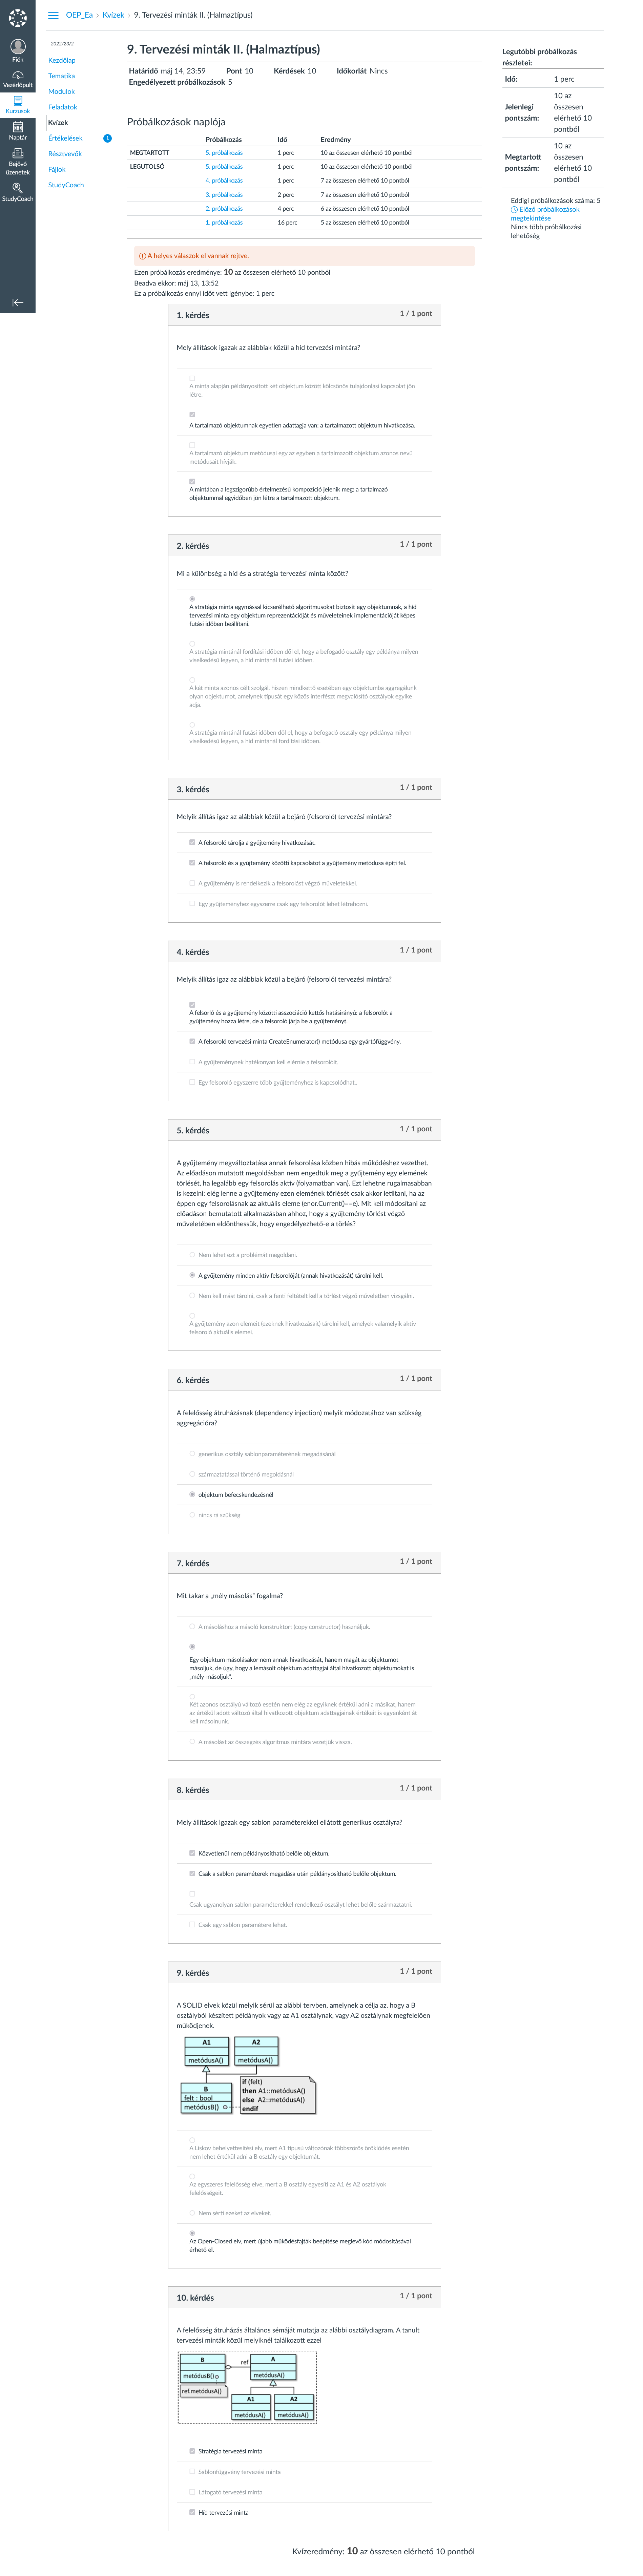 OEP_Ea > Kvízek > 9. Tervezési minták II. (Halmaztípus)
Fiók
Vezérlőpult
Kurzusok
Naptár
Bejövő
üzenetek
StudyCoach
2022/23/2
Kezdőlap
Tematika
Modulok
Feladatok
Kvízek
Értékelések 1
Résztvevők
Fájlok
StudyCoach
9. Tervezési minták II. (Halmaztípus)
Határidő máj 14, 23:59 Pont 10 Kérdések 10 Időkorlát Nincs
Engedélyezett próbálkozások 5
Próbálkozások naplója
Próbálkozás Idő Eredmény
MEGTARTOTT 5. próbálkozás 1 perc 10 az összesen elérhető 10 pontból
LEGUTOLSÓ 5. próbálkozás 1 perc 10 az összesen elérhető 10 pontból
4. próbálkozás 1 perc 7 az összesen elérhető 10 pontból
3. próbálkozás 2 perc 7 az összesen elérhető 10 pontból
2. próbálkozás 4 perc 6 az összesen elérhető 10 pontból
1. próbálkozás 16 perc 5 az összesen elérhető 10 pontból
Legutóbbi próbálkozás
részletei:
Idő: 1 perc
Jelenlegi
pontszám:
10 az
összesen
elérhető 10
pontból
Megtartott
pontszám:
10 az
összesen
elérhető 10
pontból
Eddigi próbálkozások száma: 5
Előző próbálkozások
megtekintése
Nincs több próbálkozási
lehetőség
A helyes válaszok el vannak rejtve.
Ezen próbálkozás eredménye: 10 az összesen elérhető 10 pontból
Beadva ekkor: máj 13, 13:52
Ez a próbálkozás ennyi időt vett igénybe: 1 perc
1. kérdés 1 / 1 pont
Mely állítások igazak az alábbiak közül a híd tervezési mintára?
A minta alapján példányosított két objektum között kölcsönös tulajdonlási kapcsolat jön
létre.
A tartalmazó objektumnak egyetlen adattagja van: a tartalmazott objektum hivatkozása.
A tartalmazó objektum metódusai egy az egyben a tartalmazott objektum azonos nevű
metódusait hívják.
A mintában a legszigorúbb értelmezésű kompozíció jelenik meg: a tartalmazó
objektummal egyidőben jön létre a tartalmazott objektum.
2. kérdés 1 / 1 pont
Mi a különbség a híd és a stratégia tervezési minta között?
A stratégia minta egymással kicserélhető algoritmusokat biztosít egy objektumnak, a híd
tervezési minta egy objektum reprezentációját és műveleteinek implementációját képes
futási időben beállítani.
A stratégia mintánál fordítási időben dől el, hogy a befogadó osztály egy példánya milyen
viselkedésű legyen, a híd mintánál futási időben.
A két minta azonos célt szolgál, hiszen mindkettő esetében egy objektumba aggregálunk
olyan objektumot, amelynek típusát egy közös interfészt megvalósító osztályok egyike
adja.
A stratégia mintánál futási időben dől el, hogy a befogadó osztály egy példánya milyen
viselkedésű legyen, a híd mintánál fordítási időben.
3. kérdés 1 / 1 pont
Melyik állítás igaz az alábbiak közül a bejáró (felsoroló) tervezési mintára?
A felsoroló tárolja a gyűjtemény hivatkozását.
A felsoroló és a gyűjtemény közötti kapcsolatot a gyűjtemény metódusa építi fel.
A gyűjtemény is rendelkezik a felsorolást végző műveletekkel.
Egy gyűjteményhez egyszerre csak egy felsorolót lehet létrehozni.
4. kérdés 1 / 1 pont
Melyik állítás igaz az alábbiak közül a bejáró (felsoroló) tervezési mintára?
A felsorló és a gyűjtemény közötti asszociáció kettős hatásirányú: a felsorolót a
gyűjtemény hozza létre, de a felsoroló járja be a gyűjteményt.
A felsoroló tervezési minta CreateEnumerator() metódusa egy gyártófüggvény.
A gyűjteménynek hatékonyan kell elérnie a felsorolóit.
Egy felsoroló egyszerre több gyűjteményhez is kapcsolódhat..
5. kérdés 1 / 1 pont
A gyűjtemény megváltoztatása annak felsorolása közben hibás működéshez vezethet.
Az előadáson mutatott megoldásban nem engedtük meg a gyűjtemény egy elemének
törlését, ha legalább egy felsorolás aktív (folyamatban van). Ezt lehetne rugalmasabban
is kezelni: elég lenne a gyűjtemény ezen elemének törlését csak akkor letiltani, ha az
éppen egy felsorolásnak az aktuális eleme (enor.Current()==e). Mit kell módosítani az
előadáson bemutatott alkalmazásban ahhoz, hogy a gyűjtemény törlést végző
műveletében eldönthessük, hogy engedélyezhető-e a törlés?
Nem lehet ezt a problémát megoldani.
A gyűjtemény minden aktív felsorolóját (annak hivatkozását) tárolni kell.
Nem kell mást tárolni, csak a fenti feltételt kell a törlést végző műveletben vizsgálni.
A gyűjtemény azon elemeit (ezeknek hivatkozásait) tárolni kell, amelyek valamelyik aktív
felsoroló aktuális elemei.
6. kérdés 1 / 1 pont
A felelősség átruházásnak (dependency injection) melyik módozatához van szükség
aggregációra?
generikus osztály sablonparaméterének megadásánál
származtatással történő megoldásnál
objektum befecskendezésnél
nincs rá szükség
7. kérdés 1 / 1 pont
Mit takar a „mély másolás” fogalma?
A másoláshoz a másoló konstruktort (copy constructor) használjuk.
Egy objektum másolásakor nem annak hivatkozását, hanem magát az objektumot
másoljuk, de úgy, hogy a lemásolt objektum adattagjai által hivatkozott objektumokat is
„mély-másoljuk”.
Két azonos osztályú változó esetén nem elég az egyiknek értékül adni a másikat, hanem
az értékül adott változó által hivatkozott objektum adattagjainak értékeit is egyenként át
kell másolnunk.
A másolást az összegzés algoritmus mintára vezetjük vissza.
8. kérdés 1 / 1 pont
Mely állítások igazak egy sablon paraméterekkel ellátott generikus osztályra?
Közvetlenül nem példányosítható belőle objektum.
Csak a sablon paraméterek megadása után példányosítható belőle objektum.
Csak ugyanolyan sablon paraméterekkel rendelkező osztályt lehet belőle származtatni.
Csak egy sablon paramétere lehet.
9. kérdés 1 / 1 pont
A SOLID elvek közül melyik sérül az alábbi tervben, amelynek a célja az, hogy a B
osztályból készített példányok vagy az A1 osztálynak, vagy A2 osztálynak megfelelően
működjenek.
A1 A2
metódusA() metódusA()
B
felt : bool
metódusB()
if (felt)
then A1::metódusA()
else A2::metódusA()
endif
A Liskov behelyettesítési elv, mert A1 típusú változónak többszörös öröklődés esetén
nem lehet értékül adni a B osztály egy objektumát.
Az egyszeres felelősség elve, mert a B osztály egyesíti az A1 és A2 osztályok
felelősségeit.
Nem sérti ezeket az elveket.
Az Open-Closed elv, mert újabb működésfajták beépítése meglevő kód módosításával
érhető el.
10. kérdés 1 / 1 pont
A felelősség átruházás általános sémáját mutatja az alábbi osztálydiagram. A tanult
tervezési minták közül melyiknél találkozott ezzel
B ref A
metódusB() metódusA()
ref.metódusA()
A1 A2
metódusA() metódusA()
Stratégia tervezési minta
Sablonfüggvény tervezési minta
Látogató tervezési minta
Híd tervezési minta
Kvízeredmény: 10 az összesen elérhető 10 pontból